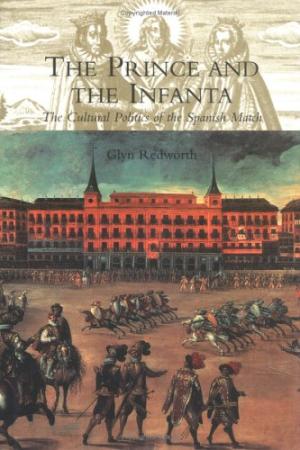 THE PRINCE AND
THE INFANTA
The Cultural Politics of the Spanish Match
Glyn Redworth